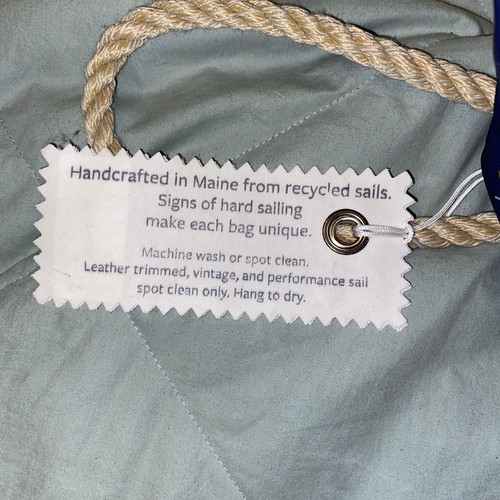 Handcrafted in Maine from recycled sails.
Signs of hard sailing
make each bag unique.
Machine wash or spot clean.
Leather trimmed, vintage, and performance sail
spot clean only. Hang to dry.